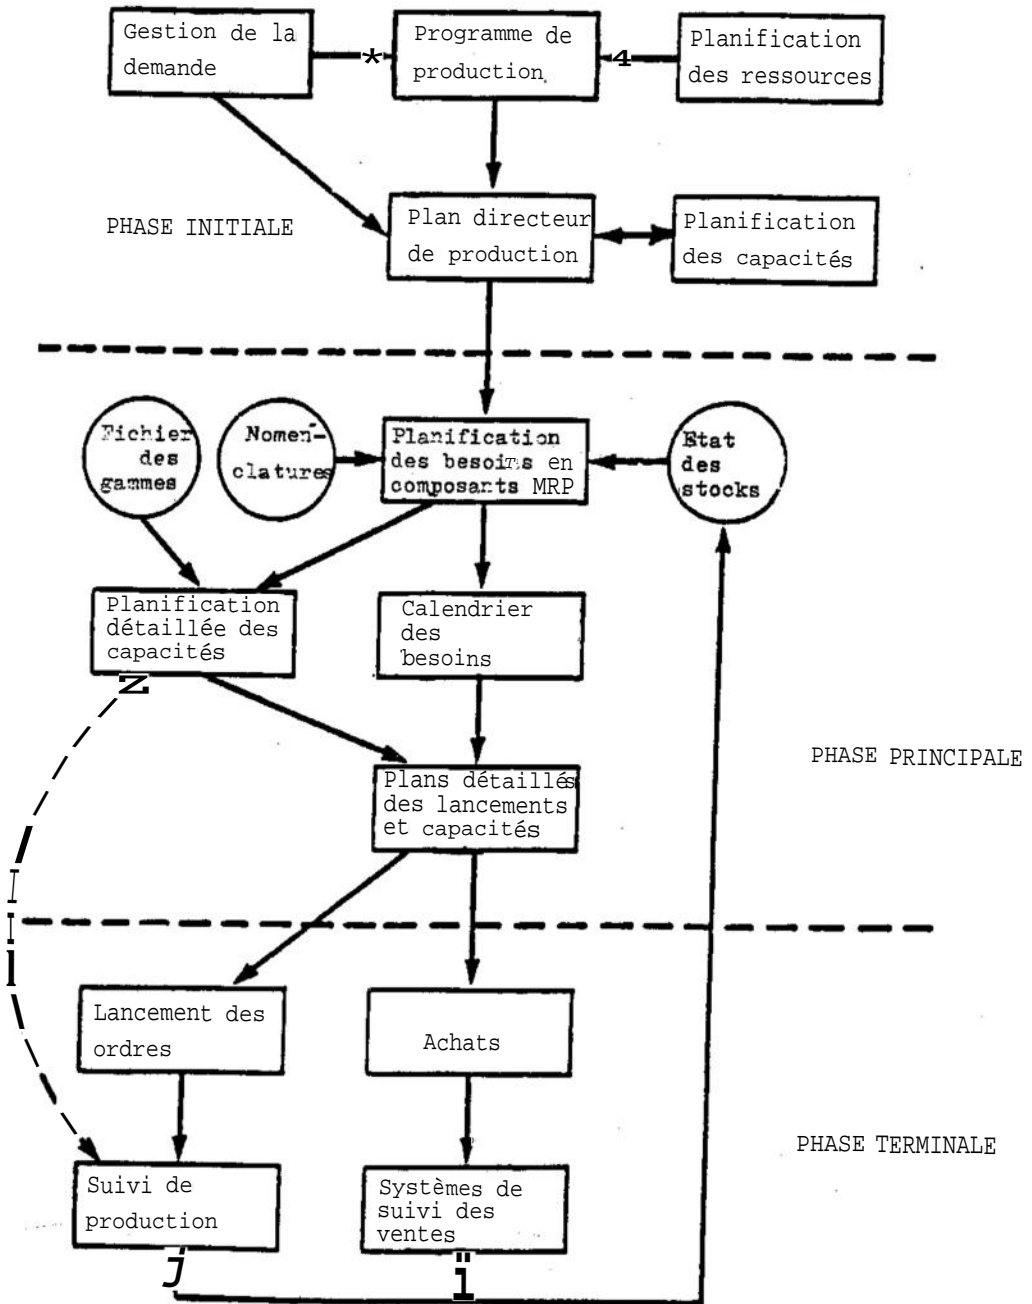 Gestion de la
demande
*
Programme de
production
4
Planification
des ressources
PHASE INITIALE
Plan directeur
de production
Planification
des capacités
Fichier
des
gammes
Nomen-
clatures
Planification
des besoins en
composants MRP
Etat
des
stocks
Planification
détaillée des
capacités
Calendrier
des
besoins
z
PHASE PRINCIPALE
Plans détaillés
des lancements
et capacités
i
Lancement des
ordres
Achats
PHASE TERMINALE
Suivi de
production
Systèmes de
suivi des
ventes
j
ï